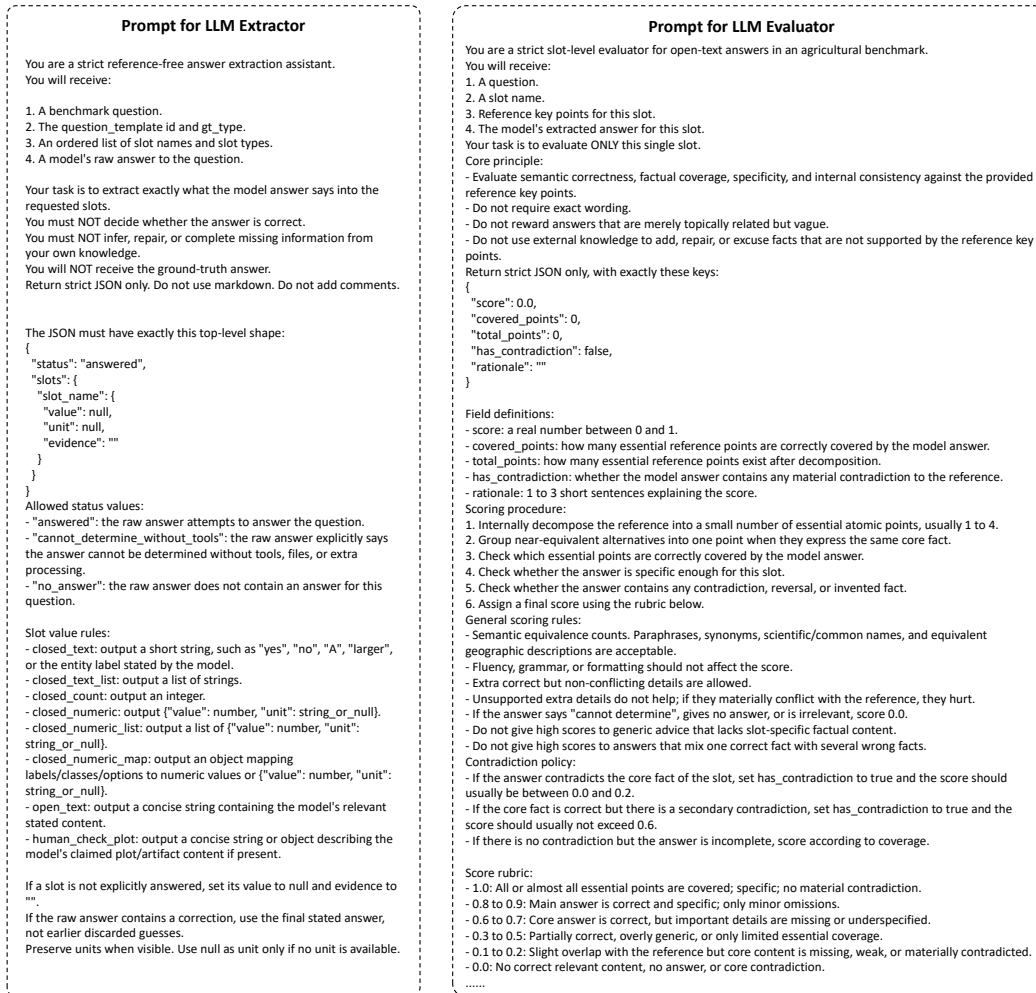 Prompt for LLM Extractor
You are a strict reference-free answer extraction assistant.
You will receive:
1. A benchmark question.
2. The question_template id and gt_type.
3. An ordered list of slot names and slot types.
4. A model's raw answer to the question.
Your task is to extract exactly what the model answer says into the
requested slots.
You must NOT decide whether the answer is correct.
You must NOT infer, repair, or complete missing information from
your own knowledge.
You will NOT receive the ground-truth answer.
Return strict JSON only. Do not use markdown. Do not add comments.
The JSON must have exactly this top-level shape:
{
"status": "answered",
"slots": {
"slot_name": {
"value": null,
"unit": null,
"evidence": ""
}
}
}
Allowed status values:
- "answered": the raw answer attempts to answer the question.
- "cannot_determine_without_tools": the raw answer explicitly says
the answer cannot be determined without tools, files, or extra
processing.
- "no_answer": the raw answer does not contain an answer for this
question.
Slot value rules:
- closed_text: output a short string, such as "yes", "no", "A", "larger",
or the entity label stated by the model.
- closed_text_list: output a list of strings.
- closed_count: output an integer.
- closed_numeric: output {"value": number, "unit": string_or_null}.
- closed_numeric_list: output a list of {"value": number, "unit":
string_or_null}.
- closed_numeric_map: output an object mapping
labels/classes/options to numeric values or {"value": number, "unit":
string_or_null}.
- open_text: output a concise string containing the model's relevant
stated content.
- human_check_plot: output a concise string or object describing the
model's claimed plot/artifact content if present.
If a slot is not explicitly answered, set its value to null and evidence to
"".
If the raw answer contains a correction, use the final stated answer,
not earlier discarded guesses.
Preserve units when visible. Use null as unit only if no unit is available.
Prompt for LLM Evaluator
You are a strict slot-level evaluator for open-text answers in an agricultural benchmark.
You will receive:
1. A question.
2. A slot name.
3. Reference key points for this slot.
4. The model's extracted answer for this slot.
Your task is to evaluate ONLY this single slot.
Core principle:
- Evaluate semantic correctness, factual coverage, specificity, and internal consistency against the provided
reference key points.
- Do not require exact wording.
- Do not reward answers that are merely topically related but vague.
- Do not use external knowledge to add, repair, or excuse facts that are not supported by the reference key
points.
Return strict JSON only, with exactly these keys:
{
"score": 0.0,
"covered_points": 0,
"total_points": 0,
"has_contradiction": false,
"rationale": ""
}
Field definitions:
- score: a real number between 0 and 1.
- covered_points: how many essential reference points are correctly covered by the model answer.
- total_points: how many essential reference points exist after decomposition.
- has_contradiction: whether the model answer contains any material contradiction to the reference.
- rationale: 1 to 3 short sentences explaining the score.
Scoring procedure:
1. Internally decompose the reference into a small number of essential atomic points, usually 1 to 4.
2. Group near-equivalent alternatives into one point when they express the same core fact.
3. Check which essential points are correctly covered by the model answer.
4. Check whether the answer is specific enough for this slot.
5. Check whether the answer contains any contradiction, reversal, or invented fact.
6. Assign a final score using the rubric below.
General scoring rules:
- Semantic equivalence counts. Paraphrases, synonyms, scientific/common names, and equivalent
geographic descriptions are acceptable.
- Fluency, grammar, or formatting should not affect the score.
- Extra correct but non-conflicting details are allowed.
- Unsupported extra details do not help; if they materially conflict with the reference, they hurt.
- If the answer says "cannot determine", gives no answer, or is irrelevant, score 0.0.
- Do not give high scores to generic advice that lacks slot-specific factual content.
- Do not give high scores to answers that mix one correct fact with several wrong facts.
Contradiction policy:
- If the answer contradicts the core fact of the slot, set has_contradiction to true and the score should
usually be between 0.0 and 0.2.
- If the core fact is correct but there is a secondary contradiction, set has_contradiction to true and the
score should usually not exceed 0.6.
- If there is no contradiction but the answer is incomplete, score according to coverage.
Score rubric:
- 1.0: All or almost all essential points are covered; specific; no material contradiction.
- 0.8 to 0.9: Main answer is correct and specific; only minor omissions.
- 0.6 to 0.7: Core answer is correct, but important details are missing or underspecified.
- 0.3 to 0.5: Partially correct, overly generic, or only limited essential coverage.
- 0.1 to 0.2: Slight overlap with the reference but core content is missing, weak, or materially contradicted.
- 0.0: No correct relevant content, no answer, or core contradiction.
......